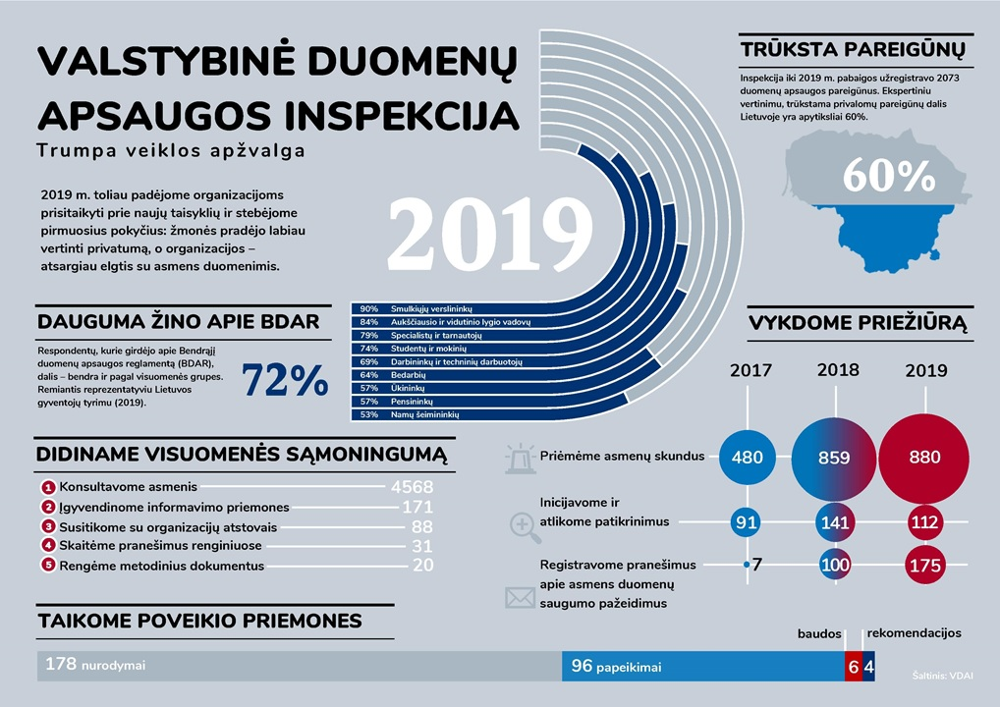 VALSTYBINĖ DUOMENŲ
APSAUGOS INSPEKCIJA
Trumpa veiklos apžvalga
2019 m. toliau padėjome organizacijoms
prisitaikyti prie naujų taisyklių ir stebėjome
pirmuosius pokyčius: žmonės pradėjo labiau
vertinti privatumą, o organizacijos –
atsargiau elgtis su asmens duomenimis.
2019
TRŪKSTA PAREIGŪNŲ
Inspekcija iki 2019 m. pabaigos užregistravo 2073
duomenų apsaugos pareigūnus. Ekspertiniu
vertinimu, trūkstama privalomų pareigūnų dalis
Lietuvoje yra apytiksliai 60%.
60%
DAUGUMA ŽINO APIE BDAR
Respondentų, kurie girdėjo apie Bendrąjį
duomenų apsaugos reglamentą (BDAR),
dalis – bendra ir pagal visuomenės grupes.
Remiantis reprezentatyviu Lietuvos
gyventojų tyrimu (2019).
72%
90% Smulkiųjų verslininkų
84% Aukščiausio ir vidutinio lygio vadovų
79% Specialistų ir tarnautojų
74% Studentų ir mokinių
69% Darbininkų ir techninių darbuotojų
64% Bedarbių
57% Ūkininkų
57% Pensininkų
53% Namų šeimininkių
DIDINAME VISUOMENĖS SĄMONINGUMĄ
1 Konsultavome asmenis 4568
2 Įgyvendinome informavimo priemones 171
3 Susitikome su organizacijų atstovais 88
4 Skaitėme pranešimus renginiuose 31
5 Rengėme metodinius dokumentus 20
VYKDOME PRIEŽIŪRĄ
2017 2018 2019
Priėmėme asmenų skundus 480 859 880
Inicijavome ir
atlikome patikrinimus 91 141 112
Registravome pranešimus 7 100 175
apie asmens duomenų
saugumo pažeidimus
TAIKOME POVEIKIO PRIEMONES
baudos rekomendacijos
178 nurodymai 96 papeikimai 6 4
Šaltinis: VDAI